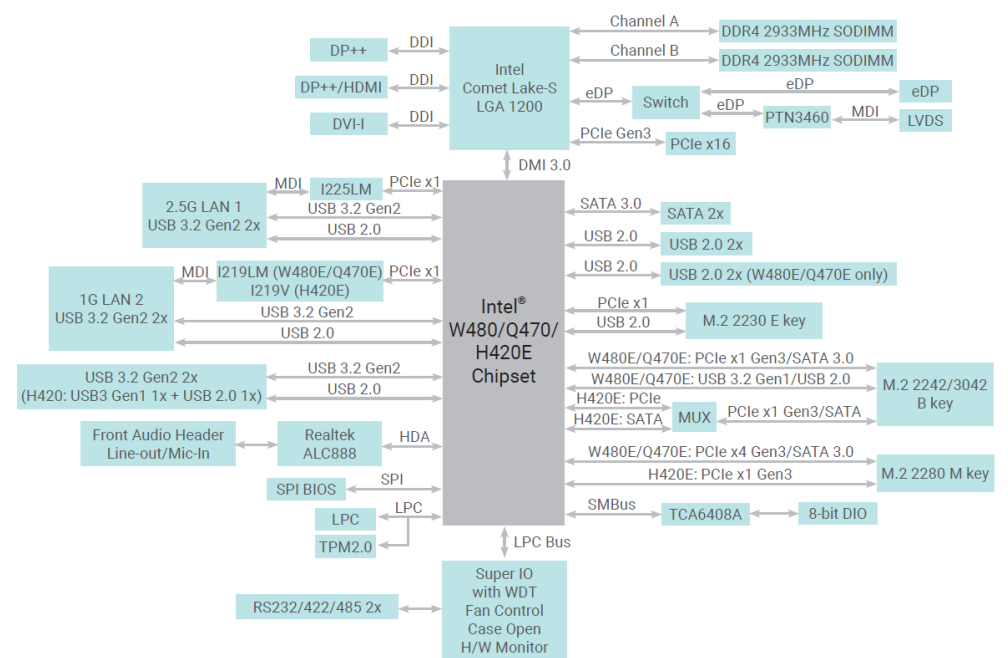 Channel A
DDR4 2933MHz SODIMM
Channel B
DDR4 2933MHz SODIMM
DP++
DDI
DP++/HDMI
DDI
DVI-I
DDI
Intel
Comet Lake-S
LGA 1200
eDP
Switch
eDP
eDP
eDP
PTN3460
MDI
LVDS
PCIe Gen3
PCIe x16
DMI 3.0
2.5G LAN 1
USB 3.2 Gen2 2x
MDI
I225LM
PCIe x1
USB 3.2 Gen2
USB 2.0
1G LAN 2
USB 3.2 Gen2 2x
MDI
I219LM (W480E/Q470E)
I219V (H420E)
PCIe x1
USB 3.2 Gen2
USB 2.0
USB 3.2 Gen2 2x
(H420: USB3 Gen1 1x + USB 2.0 1x)
USB 3.2 Gen2
USB 2.0
Front Audio Header
Line-out/Mic-In
Realtek
ALC888
HDA
SPI BIOS
SPI
LPC
LPC
TPM2.0
Intel®
W480/Q470/
H420E
Chipset
SATA 3.0
SATA 2x
USB 2.0
USB 2.0 2x
USB 2.0
USB 2.0 2x (W480E/Q470E only)
PCIe x1
USB 2.0
M.2 2230 E key
W480E/Q470E: PCIe x1 Gen3/SATA 3.0
W480E/Q470E: USB 3.2 Gen1/USB 2.0
H420E: PCIe
H420E: SATA
MUX
PCIe x1 Gen3/SATA
M.2 2242/3042
B key
W480E/Q470E: PCIe x4 Gen3/SATA 3.0
H420E: PCIe x1 Gen3
M.2 2280 M key
SMBus
TCA6408A
8-bit DIO
LPC Bus
RS232/422/485 2x
Super IO
with WDT
Fan Control
Case Open
H/W Monitor